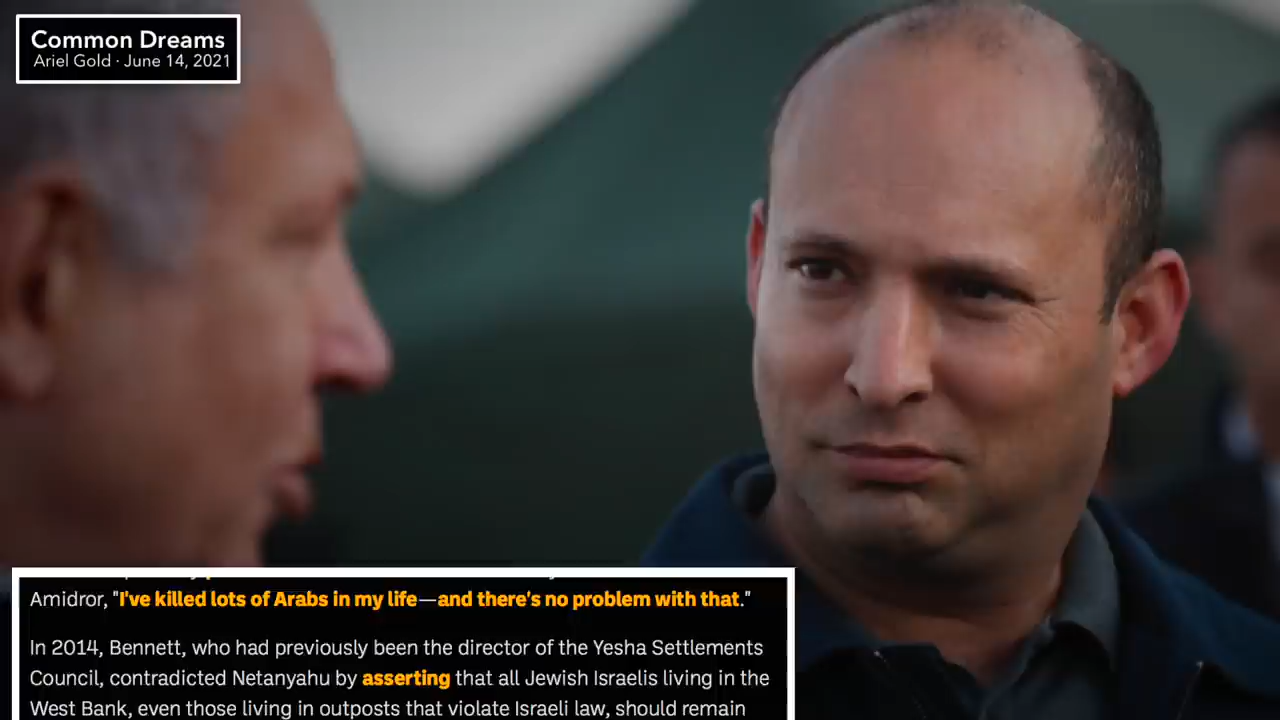 Common Dreams
Ariel Gold · June 14, 2021
Amidror, "I've killed lots of Arabs in my life—and there's no problem with that."
In 2014, Bennett, who had previously been the director of the Yesha Settlements
Council, contradicted Netanyahu by asserting that all Jewish Israelis living in the
West Bank, even those living in outposts that violate Israeli law, should remain